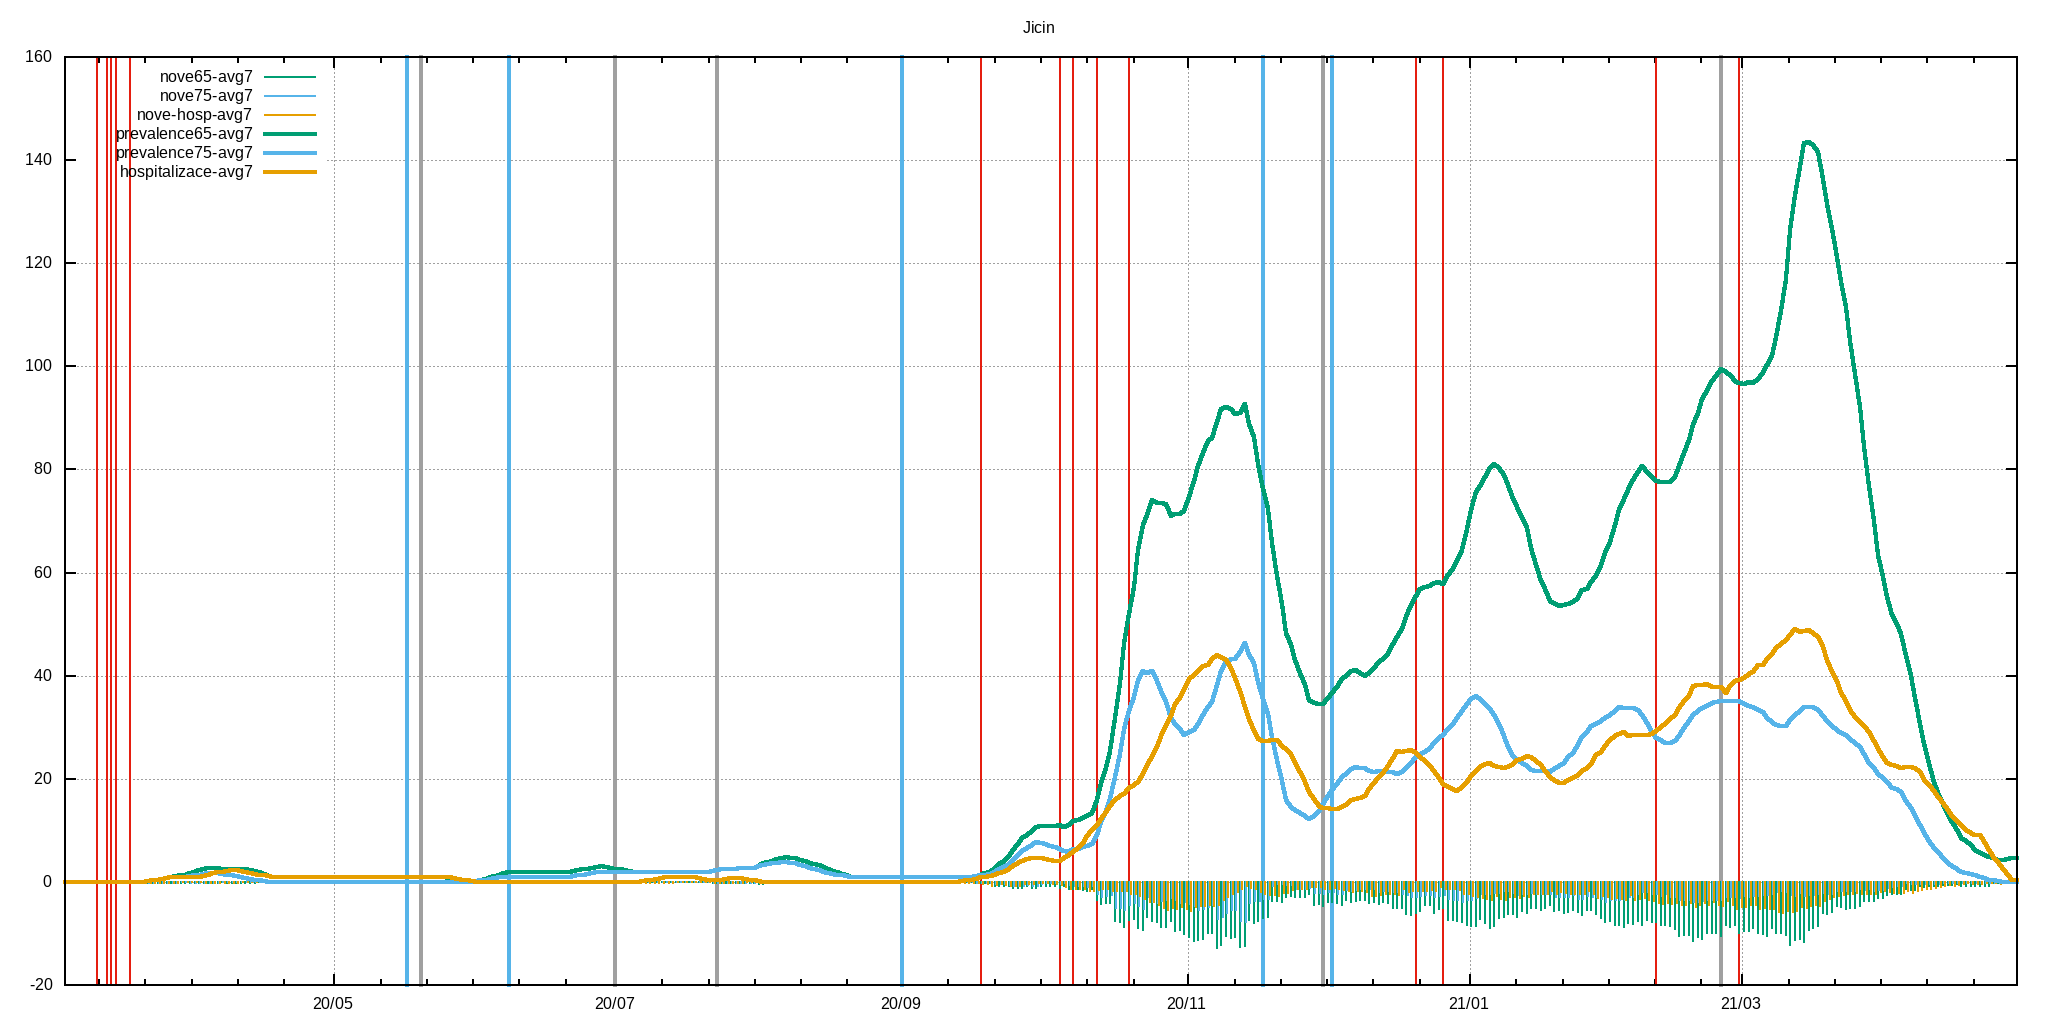 Jicin
160
140
120
100
80
60
40
20
0
-20
nove65-avg7
nove75-avg7
nove-hosp-avg7
prevalence65-avg7
prevalence75-avg7
hospitalizace-avg7
20/05 20/07 20/09 20/11 21/01 21/03